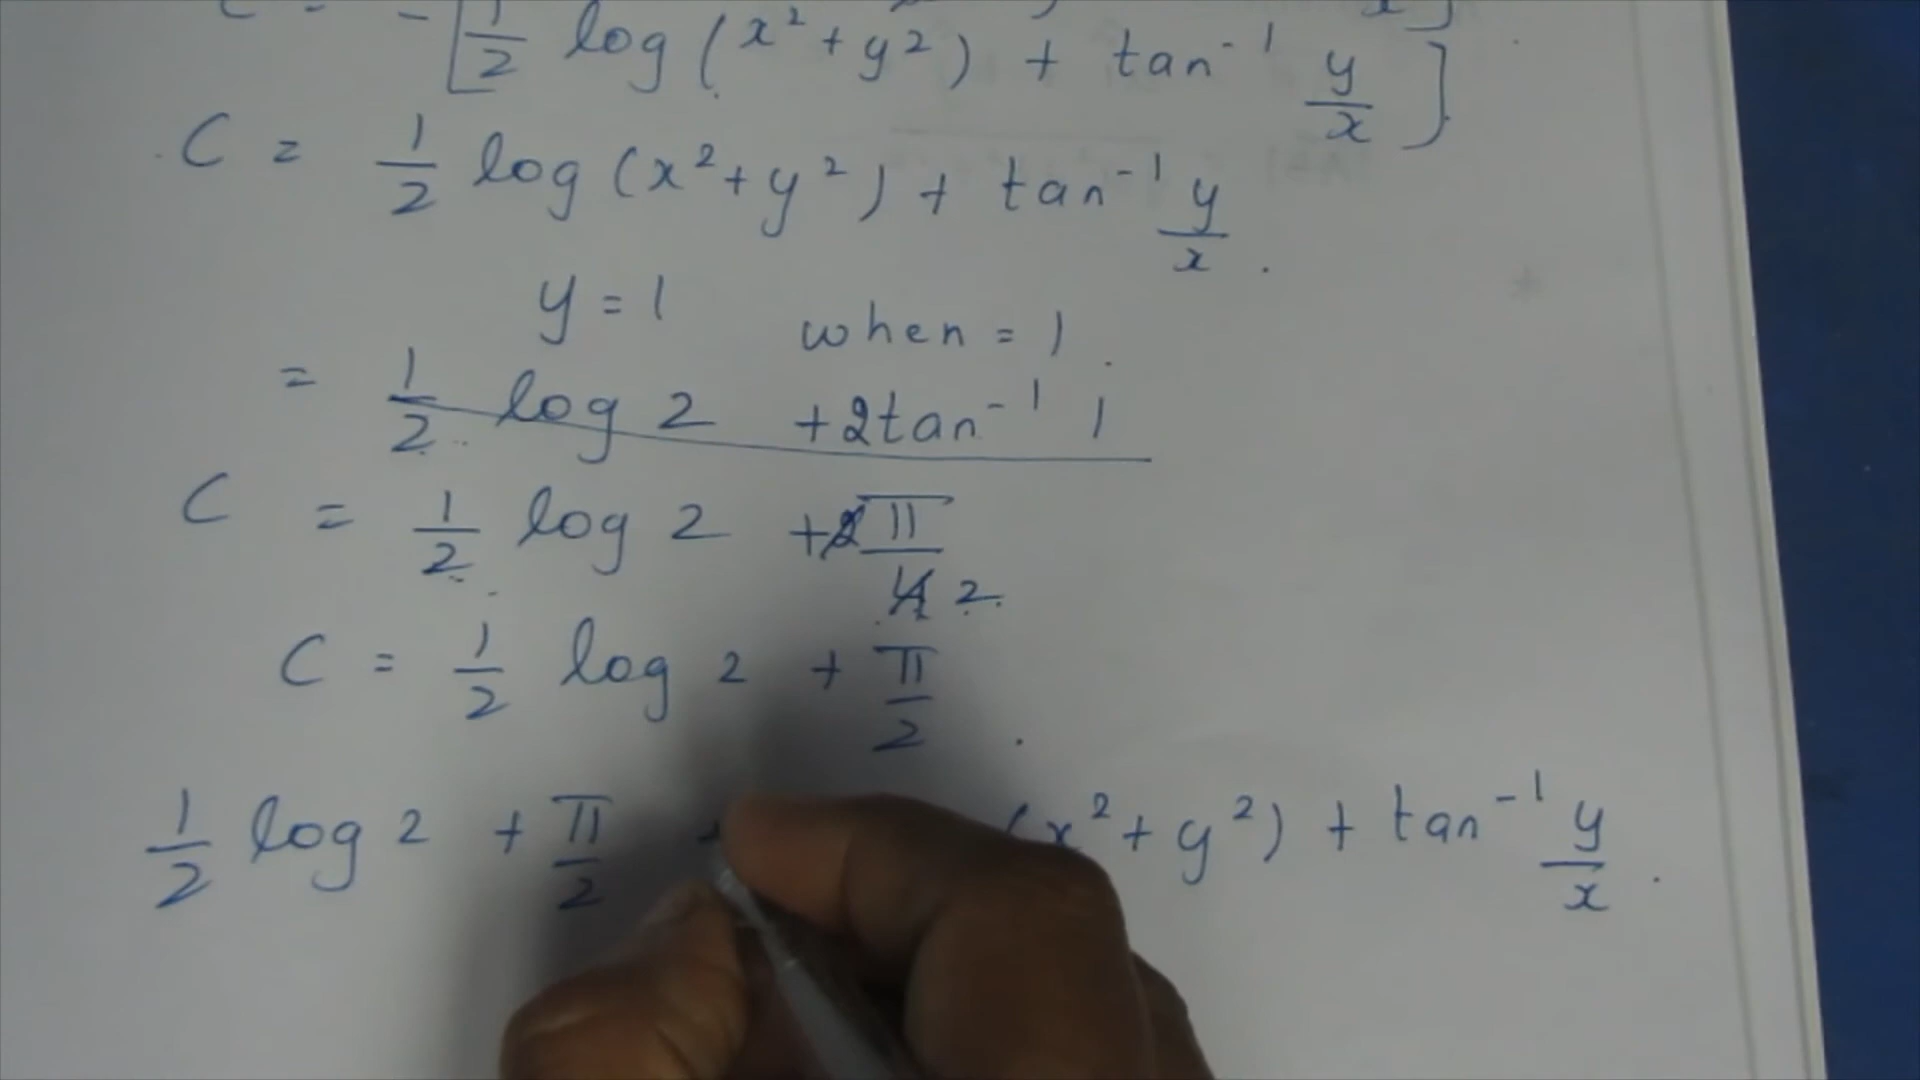 C = - [ 1/2 log (x² + y²) + tan⁻¹ y/x ]
C = 1/2 log (x² + y²) + tan⁻¹ y/x .
y = 1 when = 1
= 1/2 log 2 + 2 tan⁻¹ 1
C = 1/2 log 2 + 2 π/4 2
C = 1/2 log 2 + π/2 .
1/2 log 2 + π/2 (x² + y²) + tan⁻¹ y/x .